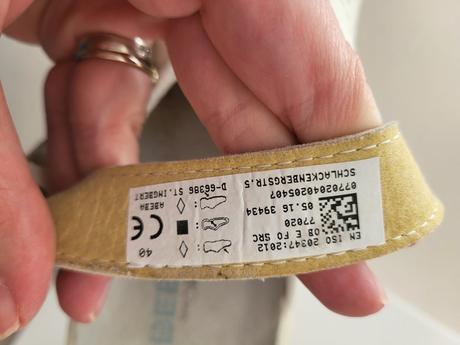 EN ISO 20347:2012
OB E FO SRC
77020
05.16 39434
07702040205407
SCHLACKENBERGSTR.5
40
CE
ABEBA
D-66386 ST.INGBERT